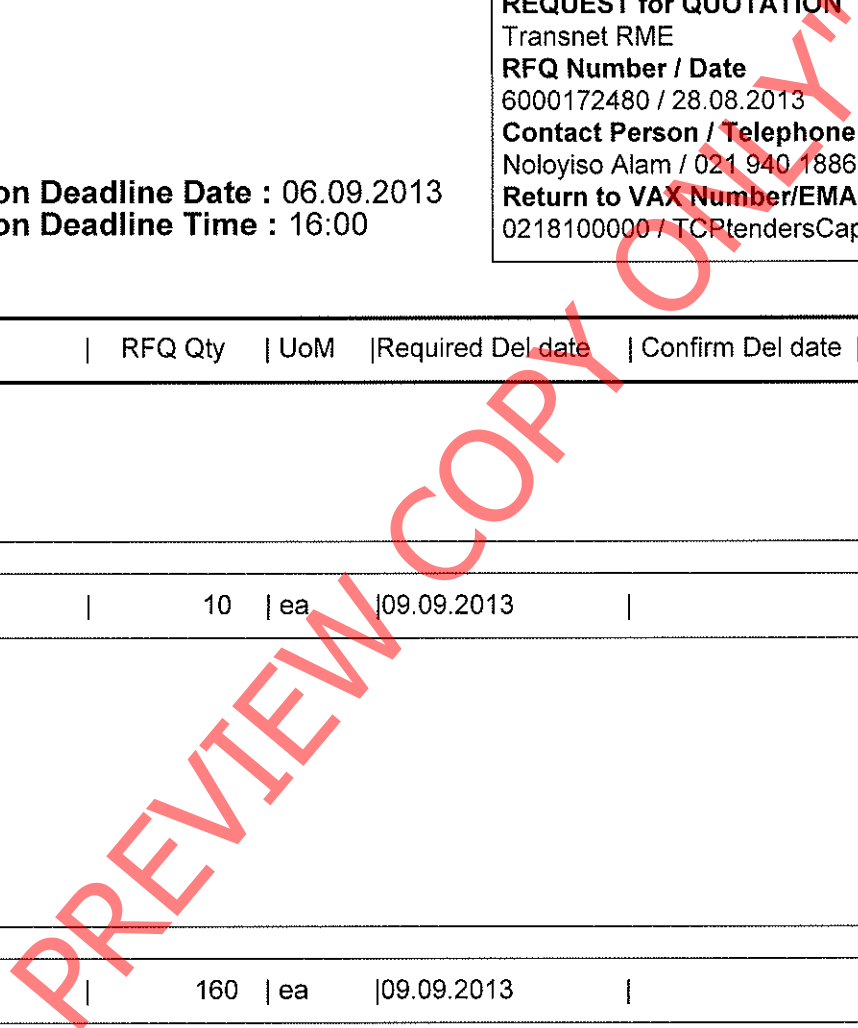 REQUEST for QUOTATION
Transnet RME
RFQ Number / Date
6000172480 / 28.08.2013
Contact Person / Telephone
Noloyiso Alam / 021 940 1886
Return to VAX Number/EMA
0218100000 / TCPtendersCap
on Deadline Date : 06.09.2013
on Deadline Time : 16:00
| RFQ Qty | UoM |Required Del date | Confirm Del date |
| 10 | ea |09.09.2013 |
| 160 | ea |09.09.2013 |
PREVIEW COPY ONLY"